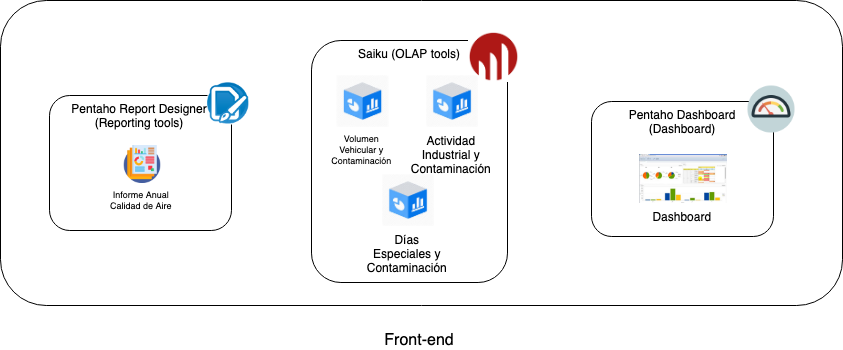 Pentaho Report Designer
(Reporting tools)
Informe Anual
Calidad de Aire
Saiku (OLAP tools)
Volumen
Vehicular y
Contaminación
Actividad
Industrial y
Contaminación
Días
Especiales y
Contaminación
Pentaho Dashboard
(Dashboard)
Dashboard
Front-end